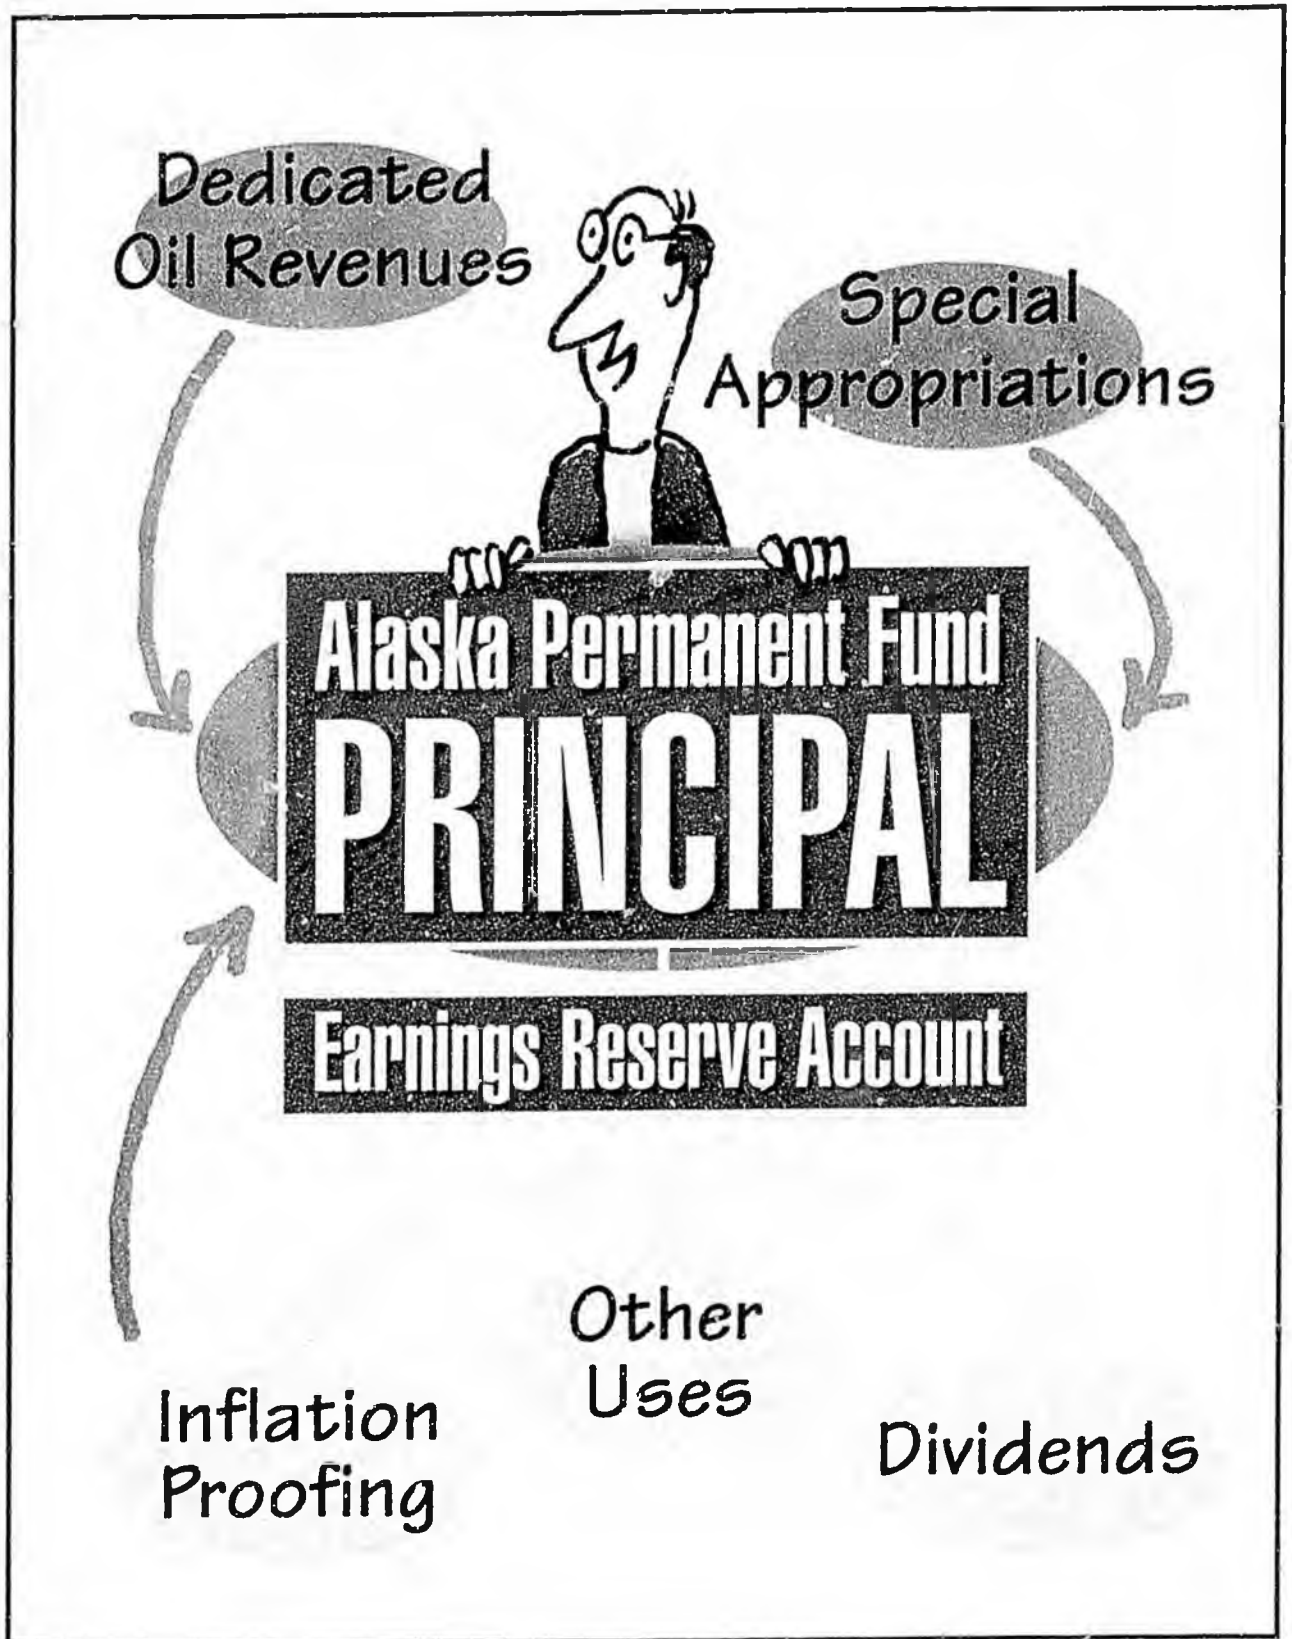 Dedicated
Oil Revenues
Special
Appropriations
Alaska Permanent Fund
PRINCIPAL
Earnings Reserve Account
Other
Uses
Inflation
Proofing
Dividends